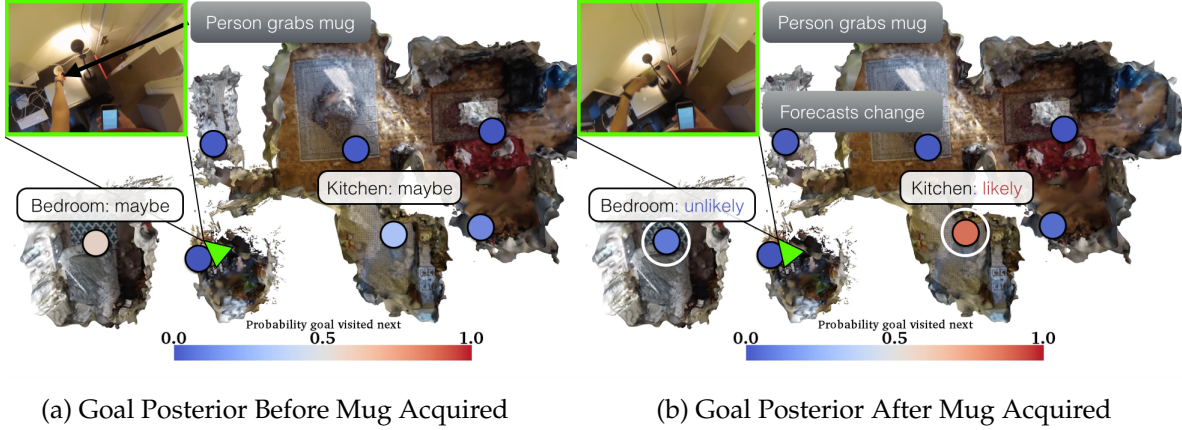 Person grabs mug
Bedroom: maybe
Kitchen: maybe
Probability goal visited next
0.0 0.5 1.0
(a) Goal Posterior Before Mug Acquired
Person grabs mug
Forecasts change
Bedroom: unlikely
Kitchen: likely
Probability goal visited next
0.0 0.5 1.0
(b) Goal Posterior After Mug Acquired